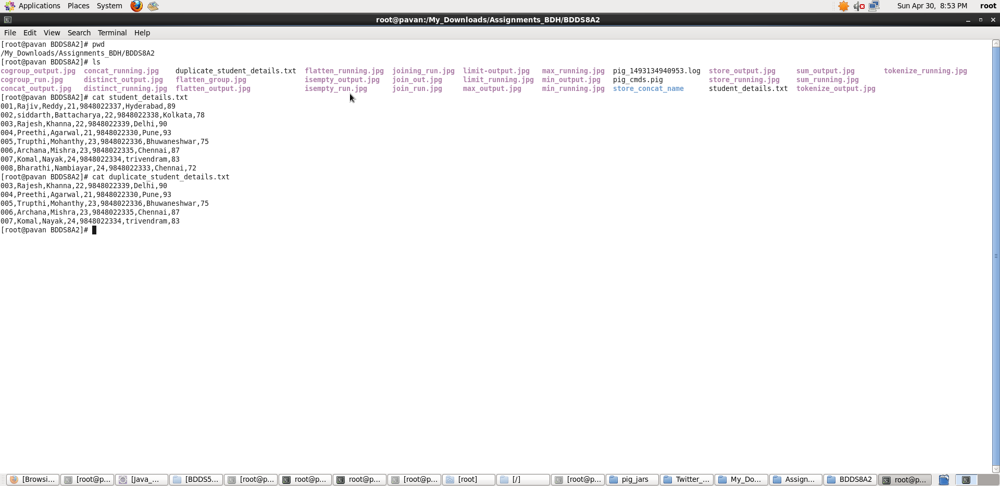 Applications Places System Sun Apr 30, 8:53 PM root
root@pavan:/My_Downloads/Assignments_BDH/BDDS8A2
File Edit View Search Terminal Help
[root@pavan BDDS8A2]# pwd
/My_Downloads/Assignments_BDH/BDDS8A2
[root@pavan BDDS8A2]# ls
cogroup_output.jpg concat_running.jpg duplicate_student_details.txt flatten_running.jpg joining_run.jpg limit-output.jpg max_running.jpg pig_1493134940953.log store_output.jpg sum_output.jpg tokenize_running.jpg
cogroup_run.jpg distinct_output.jpg flatten_group.jpg isempty_output.jpg join_out.jpg limit_running.jpg min_output.jpg pig_cmds.pig store_running.jpg sum_running.jpg
concat_output.jpg distinct_running.jpg flatten_output.jpg isempty_run.jpg join_run.jpg max_output.jpg min_running.jpg store_concat_name student_details.txt tokenize_output.jpg
[root@pavan BDDS8A2]# cat student_details.txt
001,Rajiv,Reddy,21,9848022337,Hyderabad,89
002,siddarth,Battacharya,22,9848022338,Kolkata,78
003,Rajesh,Khanna,22,9848022339,Delhi,90
004,Preethi,Agarwal,21,9848022330,Pune,93
005,Trupthi,Mohanthy,23,9848022336,Bhuwaneshwar,75
006,Archana,Mishra,23,9848022335,Chennai,87
007,Komal,Nayak,24,9848022334,trivendram,83
008,Bharathi,Nambiayar,24,9848022333,Chennai,72
[root@pavan BDDS8A2]# cat duplicate_student_details.txt
003,Rajesh,Khanna,22,9848022339,Delhi,90
004,Preethi,Agarwal,21,9848022330,Pune,93
005,Trupthi,Mohanthy,23,9848022336,Bhuwaneshwar,75
006,Archana,Mishra,23,9848022335,Chennai,87
007,Komal,Nayak,24,9848022334,trivendram,83
[root@pavan BDDS8A2]#
[Browsi... [root@p... [Java_... [BDDS5... [root@p... root@p... root@p... [root@p... [root] [/] [root@p... pig_jars Twitter_... My_Do... Assign... BDDS8A2 root@p...